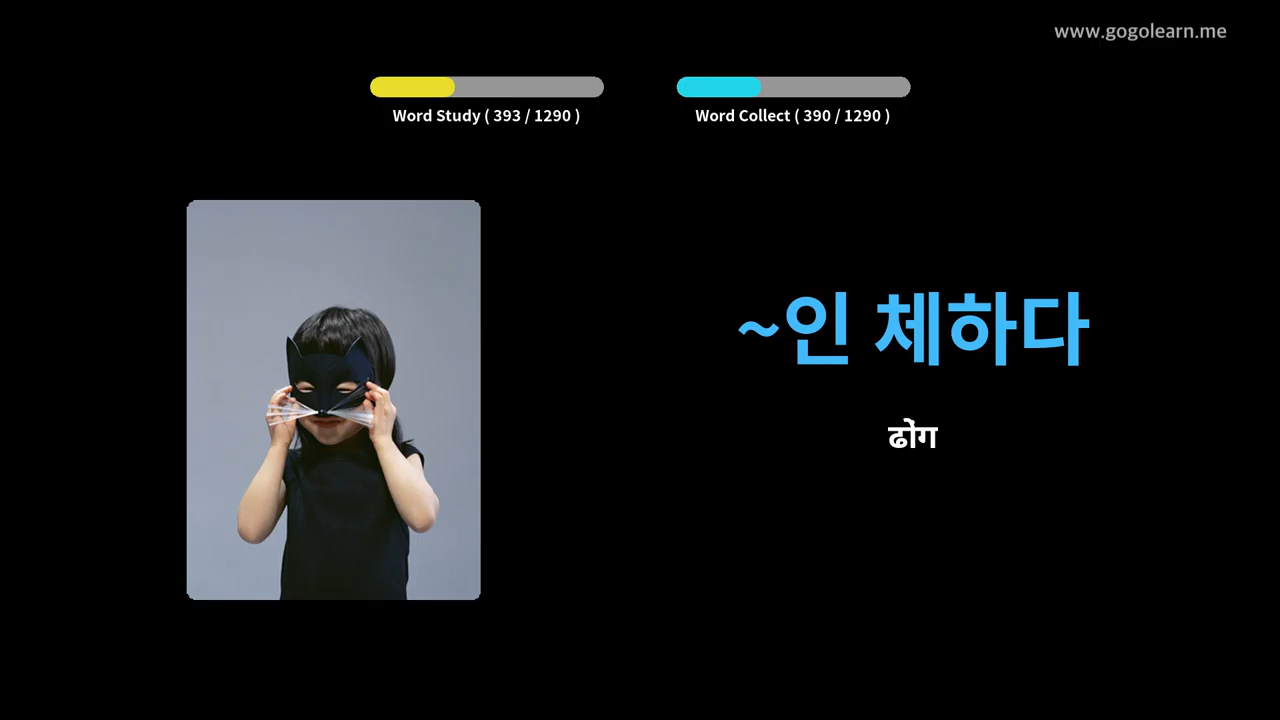 www.gogolearn.me
Word Study ( 393 / 1290 )
Word Collect ( 390 / 1290 )
~인 체하다
ढोंग